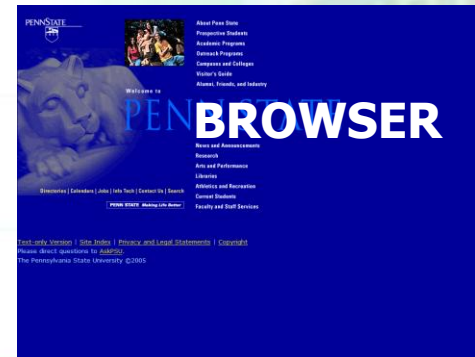 PENNSTATE
About Penn State
Prospective Students
Academic Programs
Outreach Programs
Campuses and Colleges
Visitor's Guide
Alumni, Friends, and Industry
Welcome to
PENN STATE
BROWSER
News and Announcements
Research
Arts and Performance
Libraries
Athletics and Recreation
Current Students
Faculty and Staff Services
Directories | Calendars | Jobs | Info Tech | Contact Us | Search
PENN STATE Making Life Better
Text-only Version | Site Index | Privacy and Legal Statements | Copyright
Please direct questions to AskPSU.
The Pennsylvania State University ©2005